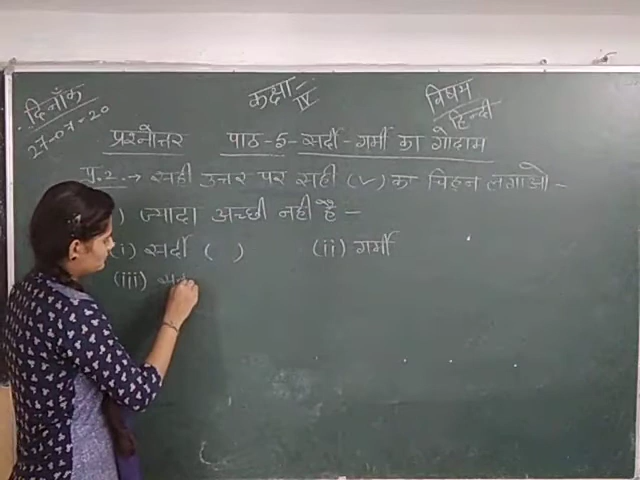 दिनाँक
27-07-20
कक्षा - IV
विषय
हिन्दी
प्रश्नोत्तर पाठ-5- सर्दी-गर्मी का गोदाम
प्र.2.→ सही उत्तर पर सही (✓) का चिह्न लगाओ -
) ज्यादा अच्छी नहीं है -
(i) सर्दी ( ) (ii) गर्मी
(iii)